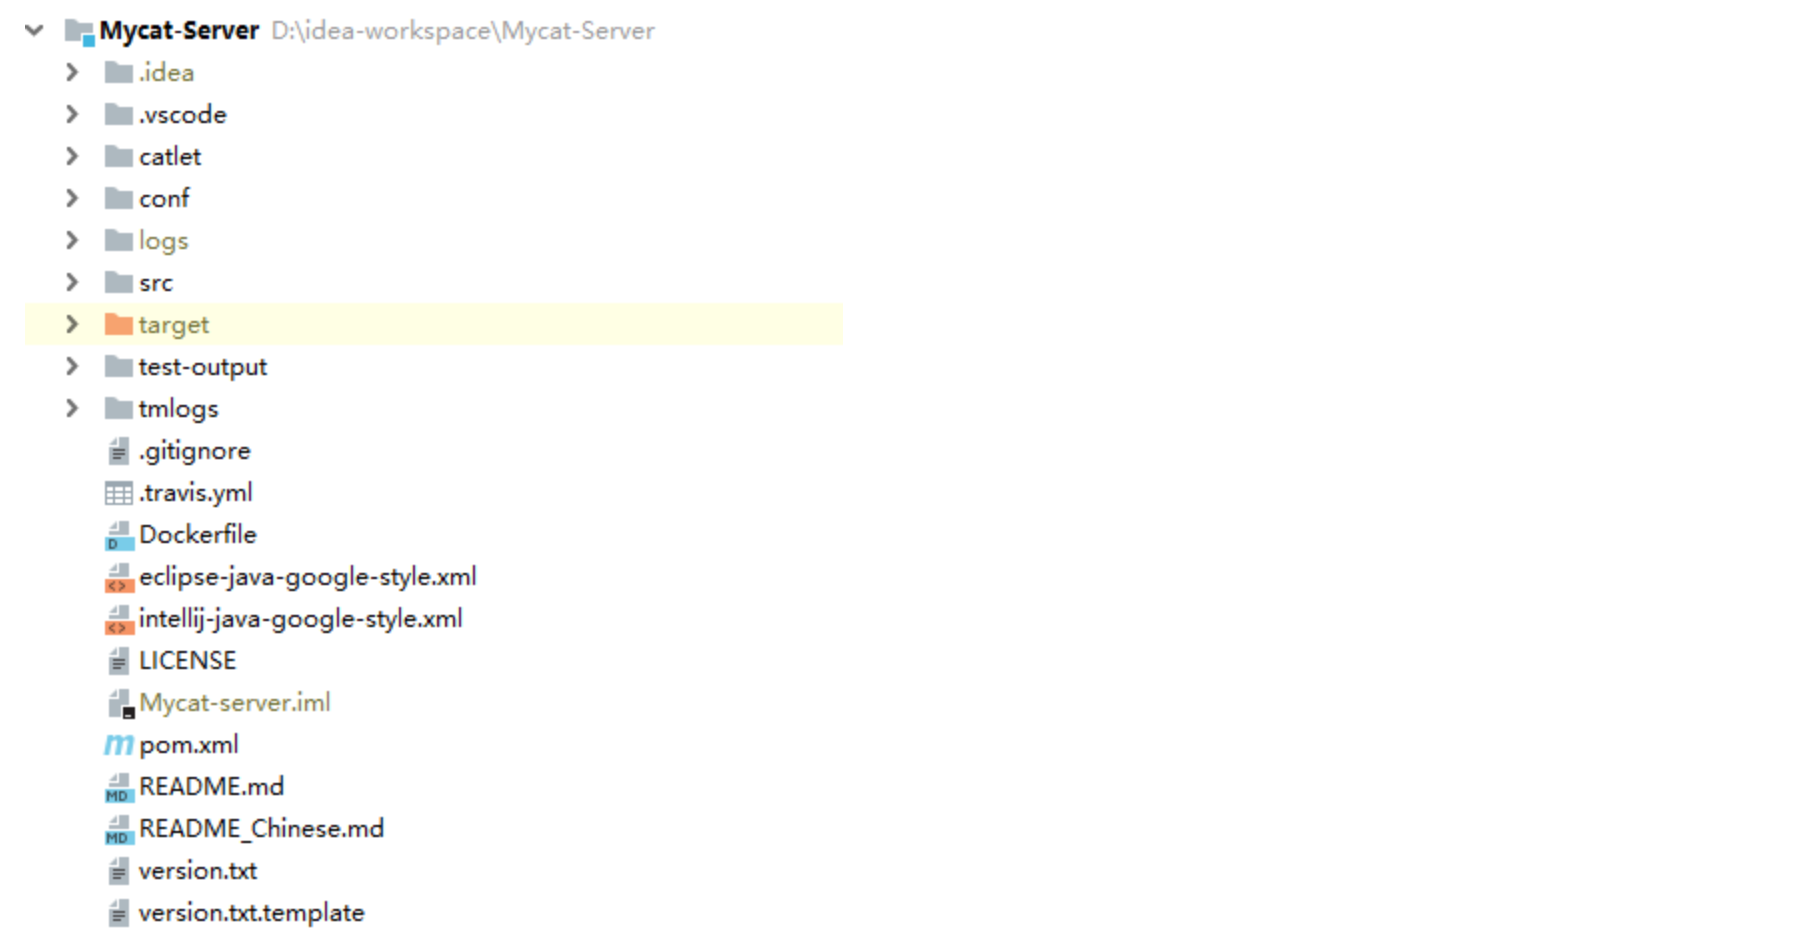 Mycat-Server D:\idea-workspace\Mycat-Server
.idea
.vscode
catlet
conf
logs
src
target
test-output
tmlogs
.gitignore
.travis.yml
Dockerfile
eclipse-java-google-style.xml
intellij-java-google-style.xml
LICENSE
Mycat-server.iml
pom.xml
README.md
README_Chinese.md
version.txt
version.txt.template